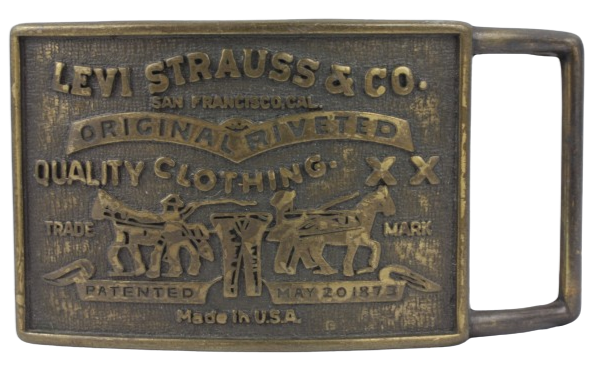 LEVI STRAUSS & CO.
SAN FRANCISCO, CAL.
ORIGINAL RIVETED
QUALITY CLOTHING. XX
TRADE MARK
PATENTED MAY 20 1873
Made in U.S.A.